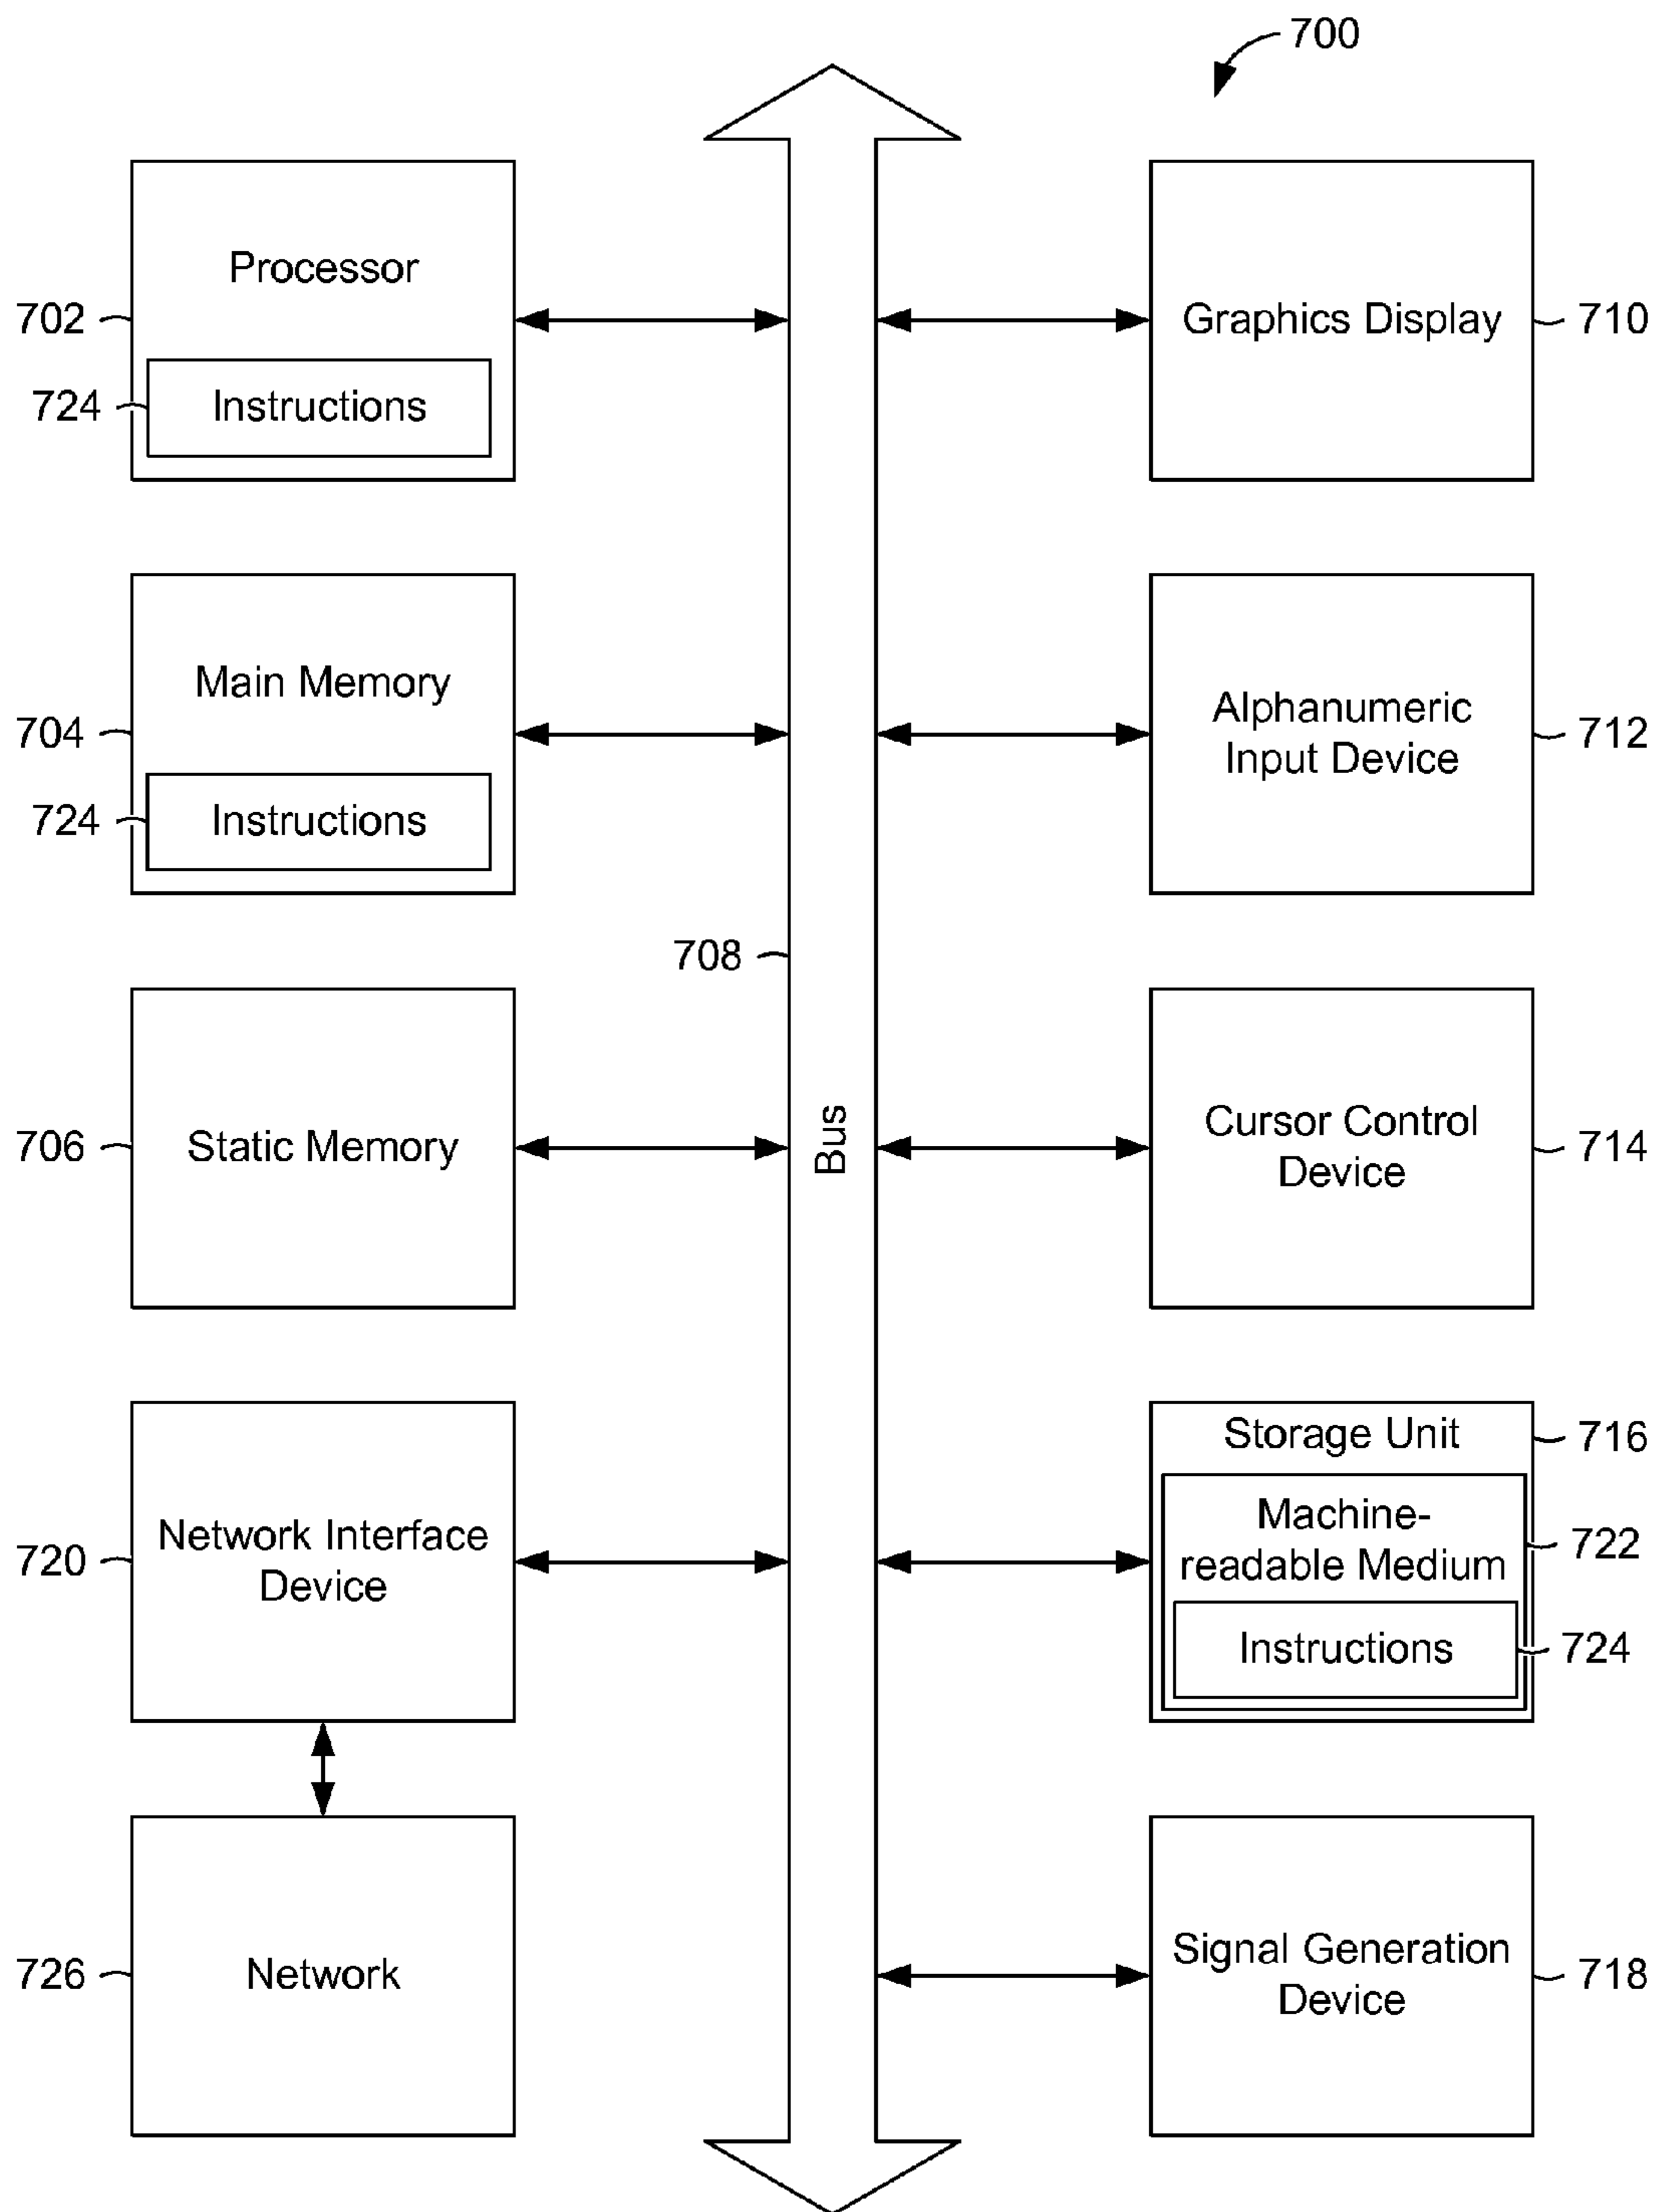 700
Processor
702
724
Instructions
Graphics Display
710
Main Memory
704
724
Instructions
Alphanumeric
Input Device
712
708
Bus
706
Static Memory
Cursor Control
Device
714
720
Network Interface
Device
Storage Unit
716
Machine-
readable Medium
722
Instructions
724
726
Network
Signal Generation
Device
718